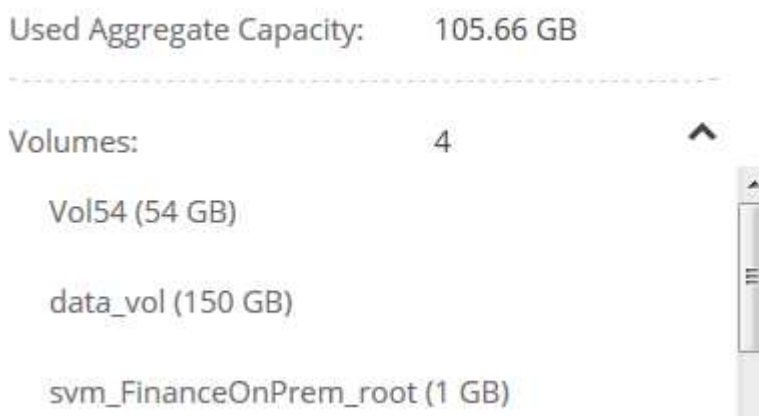 Used Aggregate Capacity: 105.66 GB
Volumes: 4
Vol54 (54 GB)
data_vol (150 GB)
svm_FinanceOnPrem_root (1 GB)